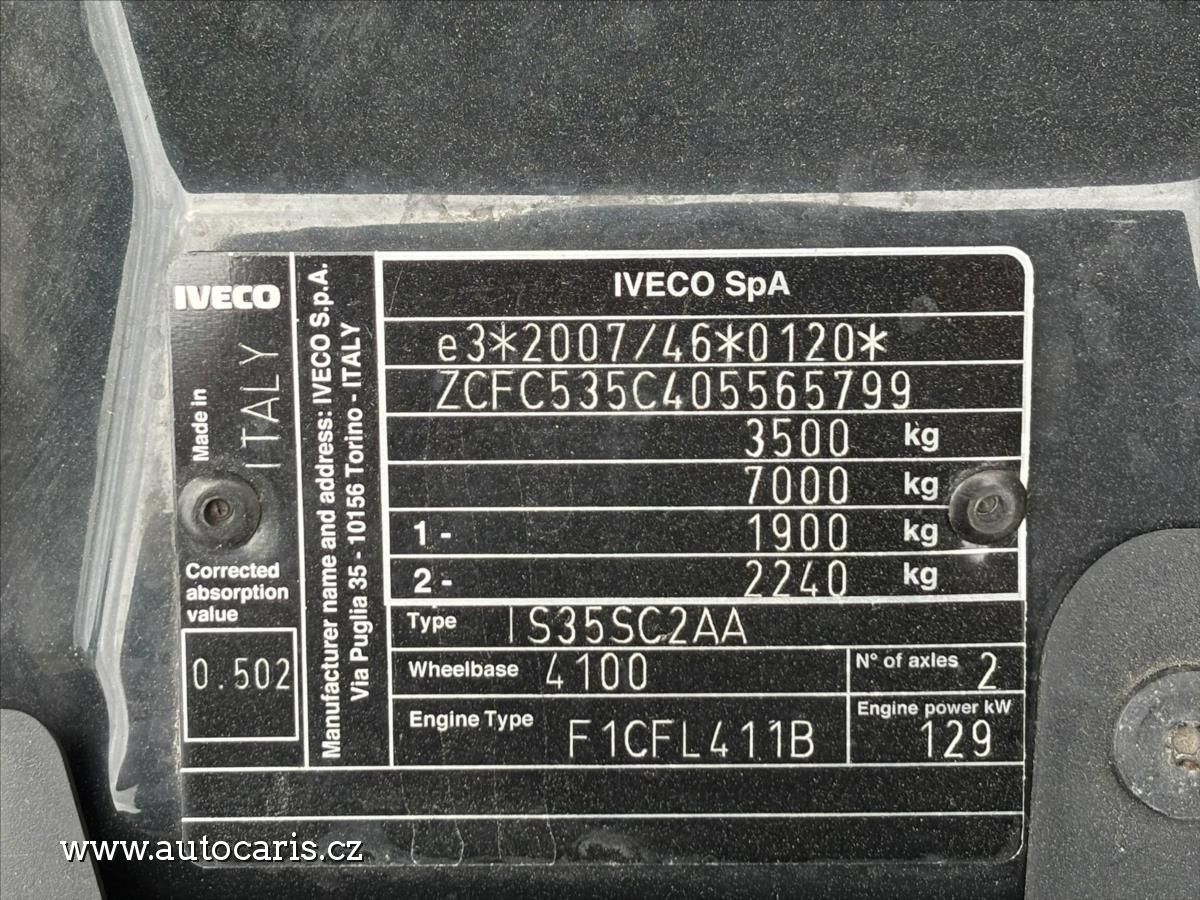 IVECO
Made in
ITALY
Corrected
absorption
value
0.502
Manufacturer name and address: IVECO S.p.A.
Via Puglia 35 - 10156 Torino - ITALY
IVECO SpA
e3*2007/46*0120*
ZCFC535C405565799
3500 kg
7000 kg
1 - 1900 kg
2 - 2240 kg
Type IS35SC2AA
Wheelbase 4100
N° of axles 2
Engine Type F1CFL411B
Engine power kW
129
www.autocaris.cz